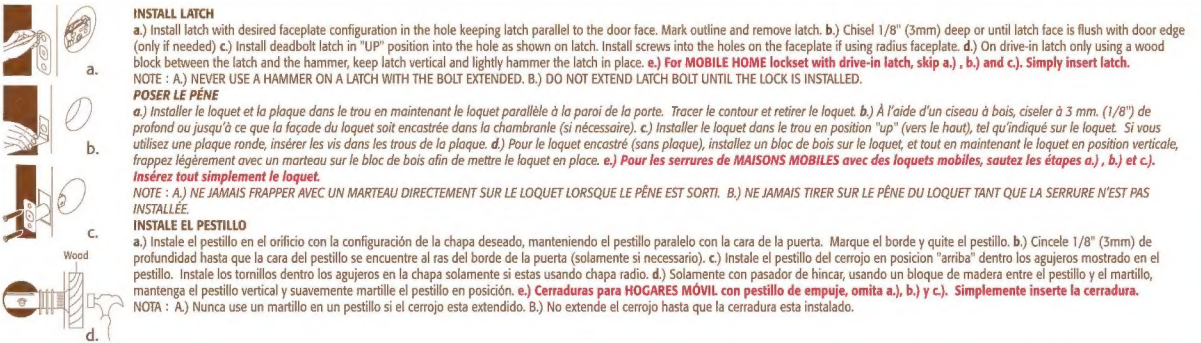 INSTALL LATCH
a.) Install latch with desired faceplate configuration in the hole keeping latch parallel to the door face. Mark outline and remove latch. b.) Chisel 1/8" (3mm) deep or until latch face is flush with door edge
(only if needed) c.) Install deadbolt latch in "UP" position into the hole as shown on latch. Install screws into the holes on the faceplate if using radius faceplate. d.) On drive-in latch only using a wood
block between the latch and the hammer, keep latch vertical and lightly hammer the latch in place. e.) For MOBILE HOME lockset with drive-in latch, skip a.) , b.) and c.). Simply insert latch.
NOTE : A.) NEVER USE A HAMMER ON A LATCH WITH THE BOLT EXTENDED. B.) DO NOT EXTEND LATCH BOLT UNTIL THE LOCK IS INSTALLED.
POSER LE PÉNE
a.) Installer le loquet et la plaque dans le trou en maintenant le loquet parallèle à la paroi de la porte. Tracer le contour et retirer le loquet. b.) À l'aide d'un ciseau à bois, ciseler à 3 mm. (1/8") de
profond ou jusqu'à ce que la façade du loquet soit encastrée dans la chambranle (si nécessaire). c.) Installer le loquet dans le trou en position "up" (vers le haut), tel qu'indiqué sur le loquet. Si vous
utilisez une plaque ronde, insérer les vis dans les trous de la plaque. d.) Pour le loquet encastré (sans plaque), installez un bloc de bois sur le loquet, et tout en maintenant le loquet en position verticale,
frappez légèrement avec un marteau sur le bloc de bois afin de mettre le loquet en place. e.) Pour les serrures de MAISONS MOBILES avec des loquets mobiles, sautez les étapes a.) , b.) et c.).
Insérez tout simplement le loquet.
NOTE : A.) NE JAMAIS FRAPPER AVEC UN MARTEAU DIRECTEMENT SUR LE LOQUET LORSQUE LE PÊNE EST SORTI. B.) NE JAMAIS TIRER SUR LE PÊNE DU LOQUET TANT QUE LA SERRURE N'EST PAS
INSTALLÉE.
INSTALE EL PESTILLO
a.) Instale el pestillo en el orificio con la configuración de la chapa deseado, manteniendo el pestillo paralelo con la cara de la puerta. Marque el borde y quite el pestillo. b.) Cincele 1/8" (3mm) de
profundidad hasta que la cara del pestillo se encuentre al ras del borde de la puerta (solamente si necessario). c.) Instale el pestillo del cerrojo en posicion "arriba" dentro los agujeros mostrado en el
pestillo. Instale los tornillos dentro los agujeros en la chapa solamente si estas usando chapa radio. d.) Solamente con pasador de hincar, usando un bloque de madera entre el pestillo y el martillo,
mantenga el pestillo vertical y suavemente martille el pestillo en posición. e.) Cerraduras para HOGARES MÓVIL con pestillo de empuje, omita a.), b.) y c.). Simplemente inserte la cerradura.
NOTA : A.) Nunca use un martillo en un pestillo si el cerrojo esta extendido. B.) No extende el cerrojo hasta que la cerradura esta instalado.
a.
b.
c.
Wood
d.